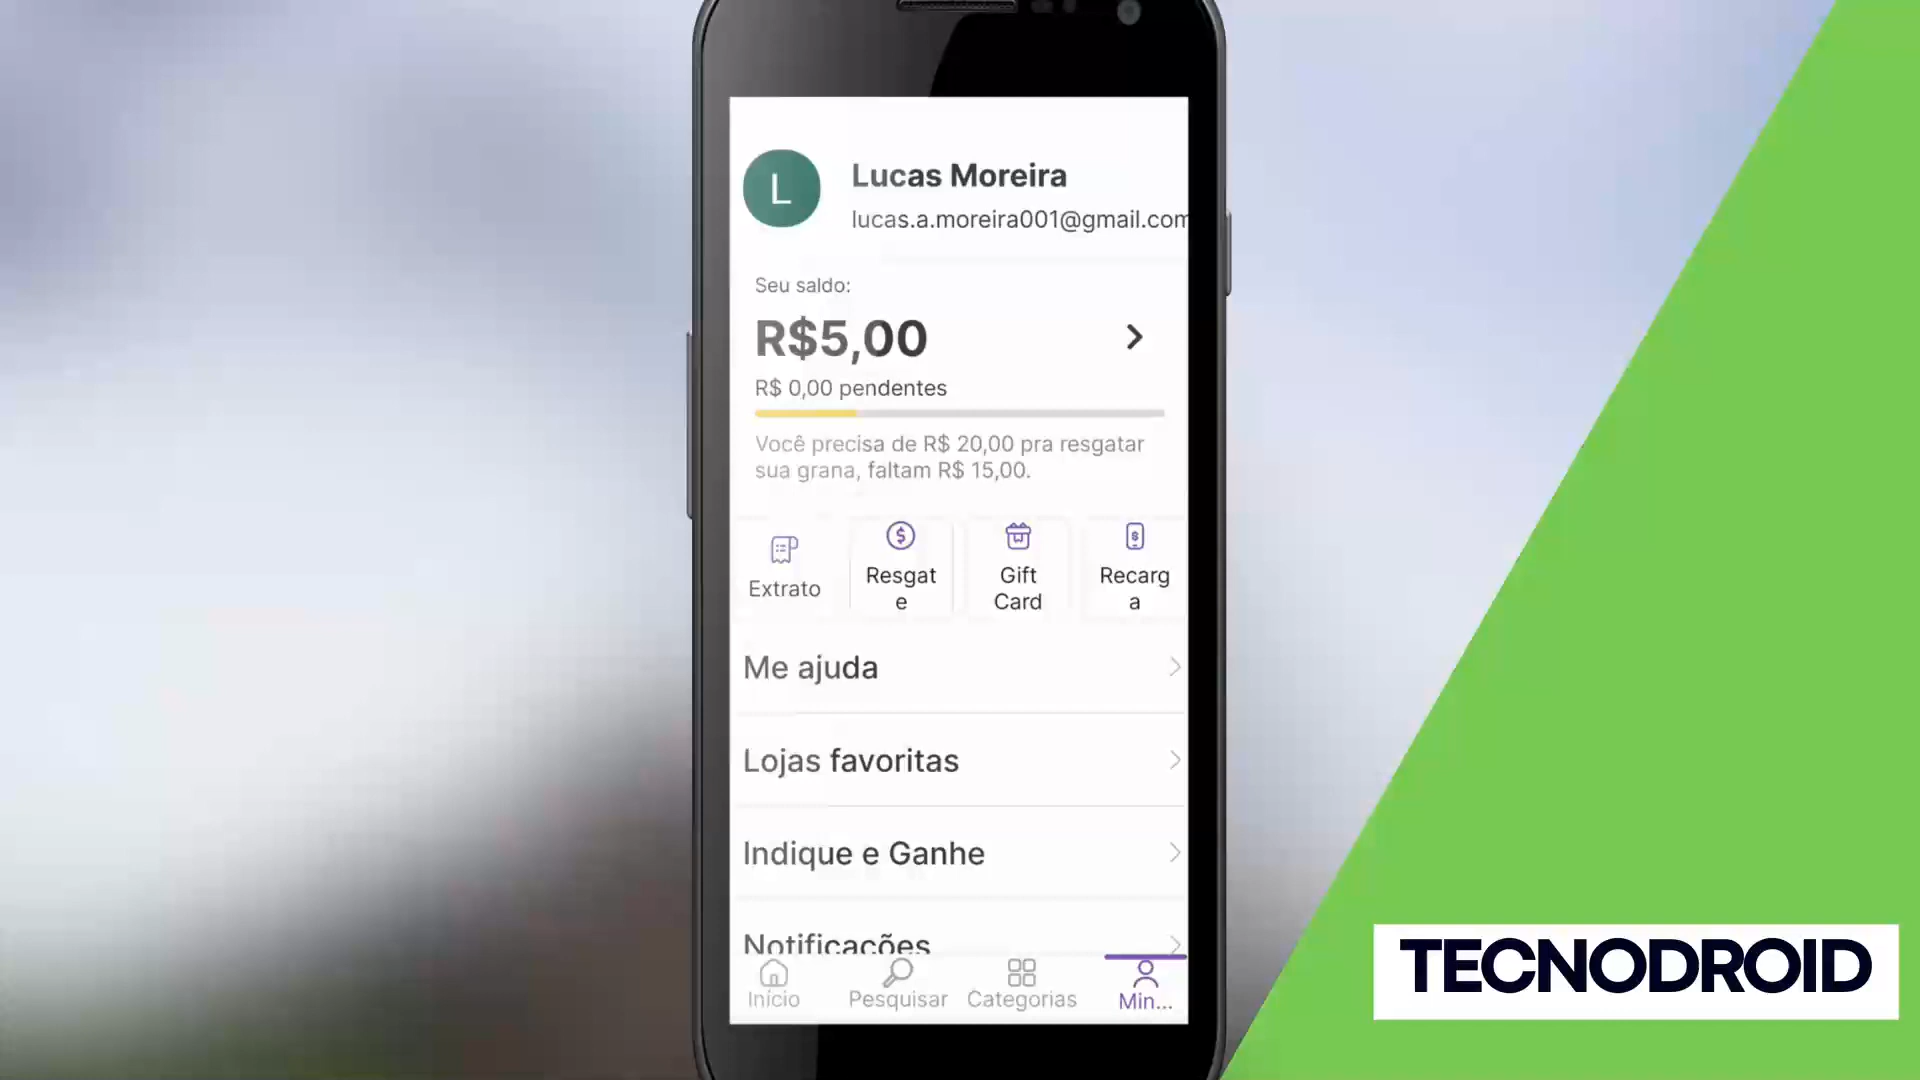 L
Lucas Moreira
lucas.a.moreira001@gmail.com
Seu saldo:
R$5,00
R$ 0,00 pendentes
Você precisa de R$ 20,00 pra resgatar
sua grana, faltam R$ 15,00.
Extrato
Resgat
e
Gift
Card
Recarg
a
Me ajuda
Lojas favoritas
Indique e Ganhe
Notificações
Início
Pesquisar
Categorias
Min...
TECNODROID